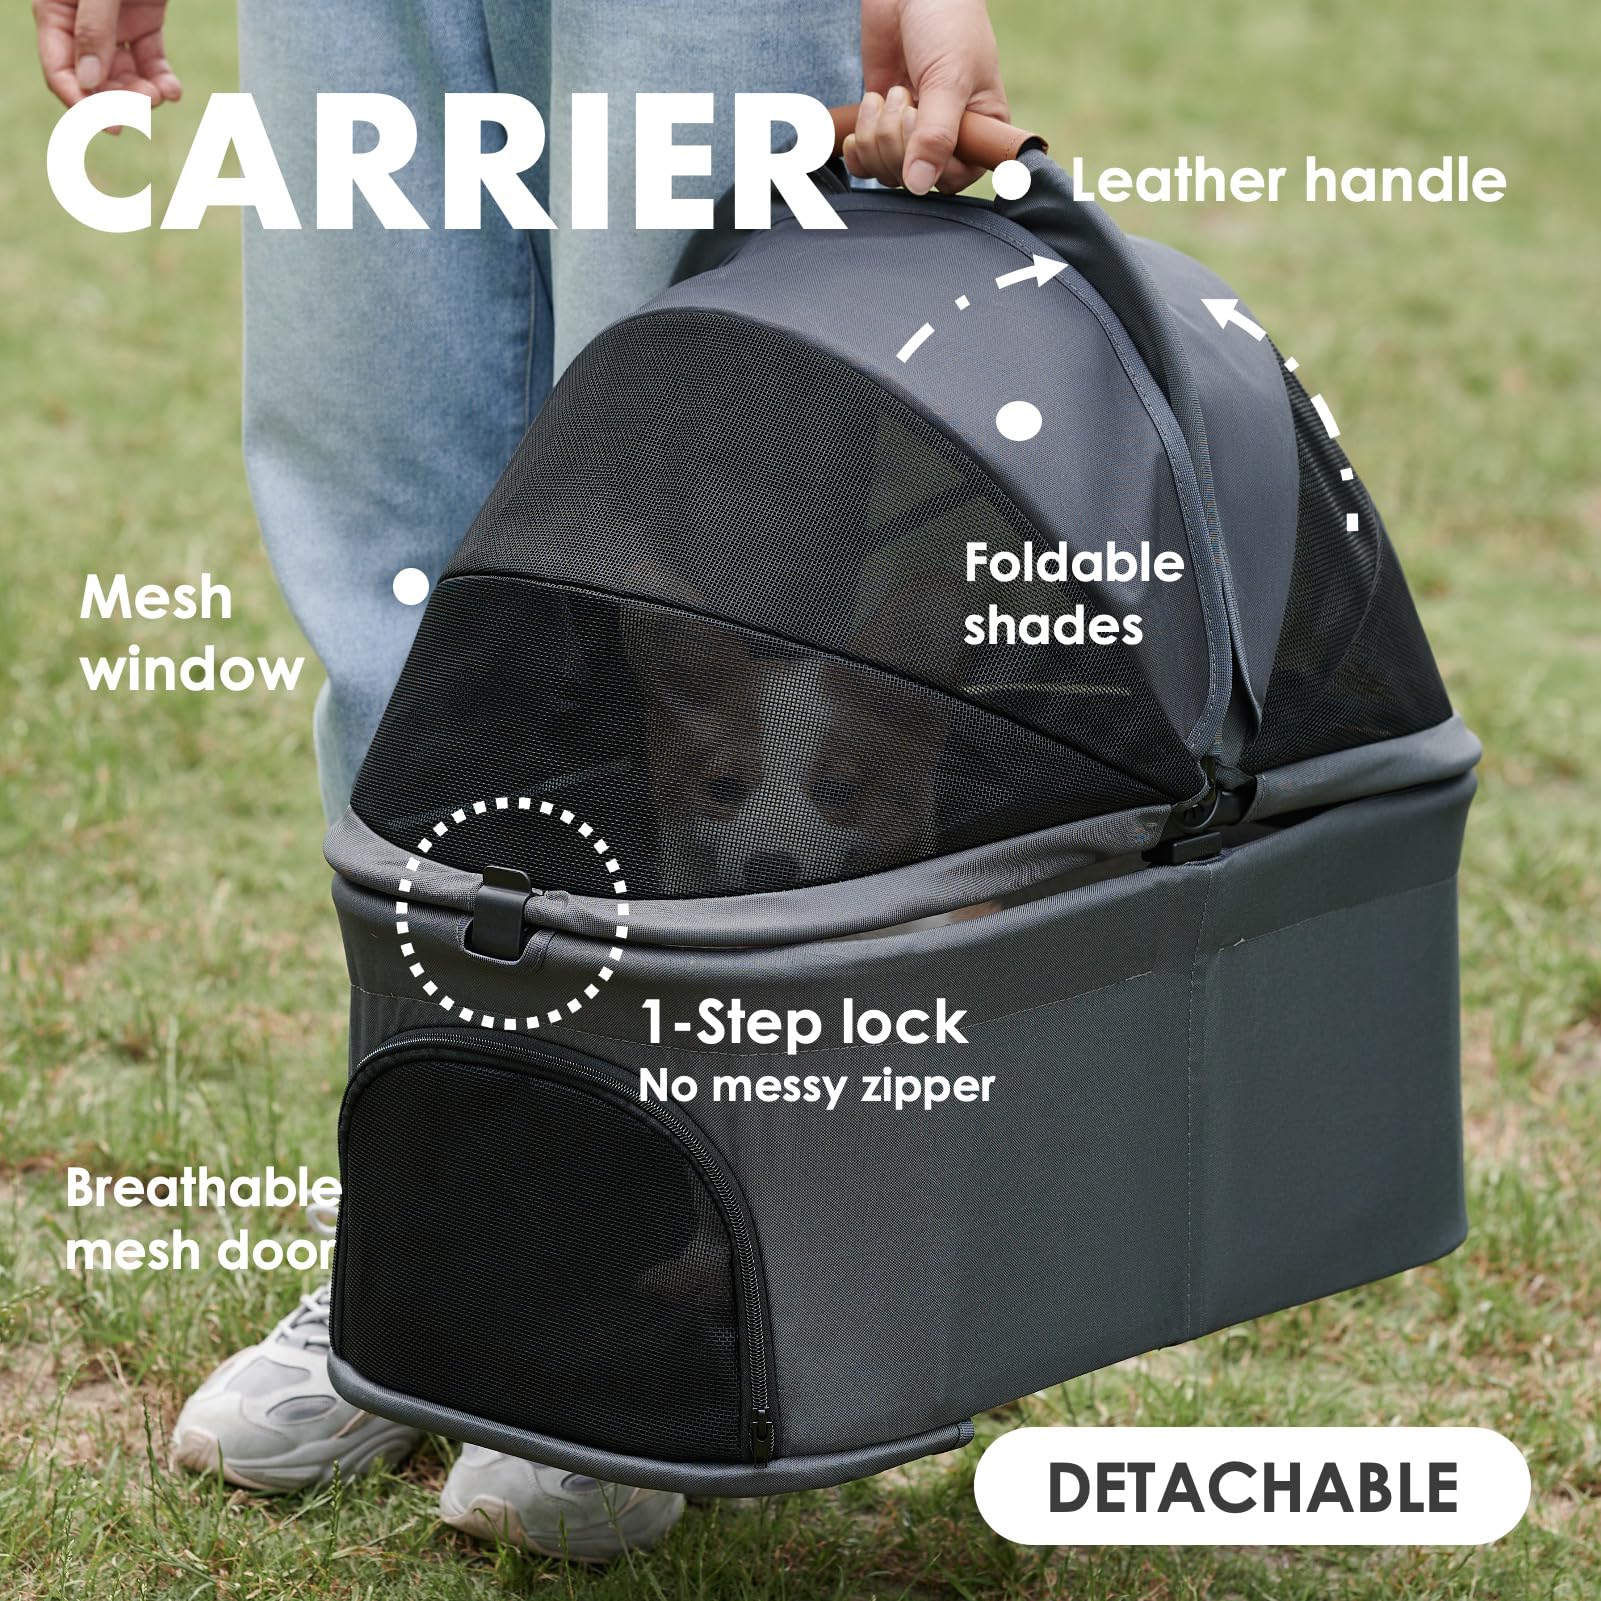 CARRIER
Leather handle
Foldable
shades
Mesh
window
1-Step lock
No messy zipper
Breathable
mesh door
DETACHABLE